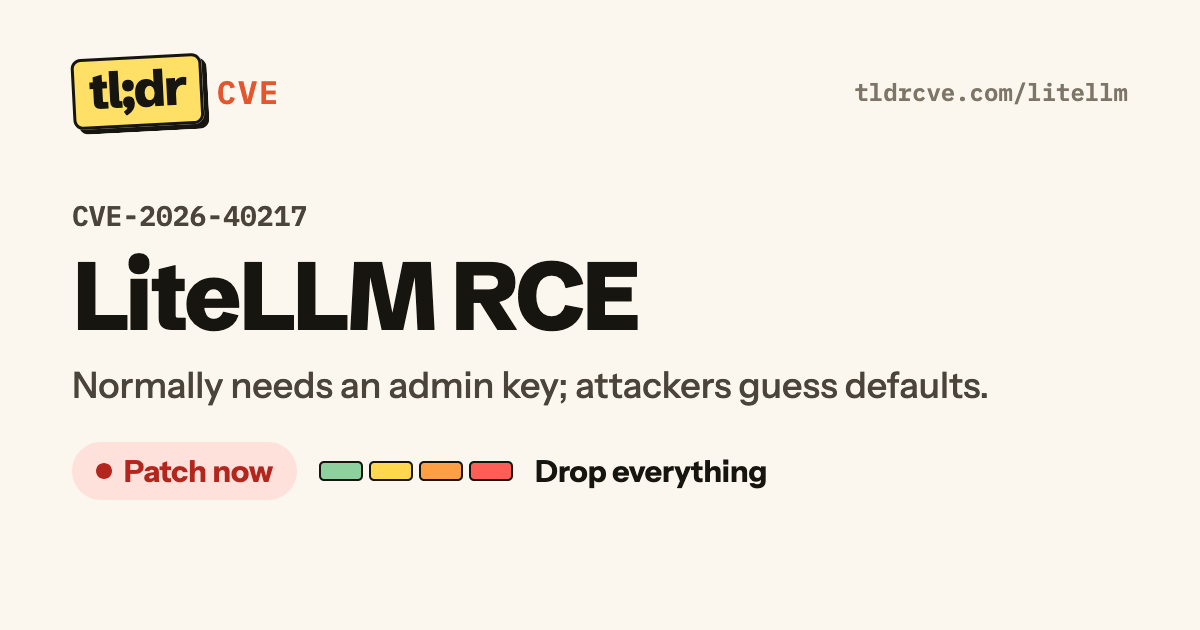 tl;dr CVE
tldrcve.com/litellm
CVE-2026-40217
LiteLLM RCE
Normally needs an admin key; attackers guess defaults.
Patch now Drop everything